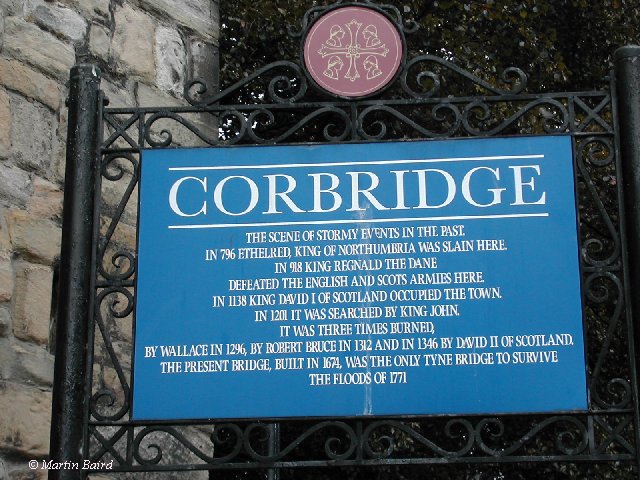 CORBRIDGE
THE SCENE OF STORMY EVENTS IN THE PAST.
IN 796 ETHELRED, KING OF NORTHUMBRIA WAS SLAIN HERE.
IN 918 KING REGNALD THE DANE
DEFEATED THE ENGLISH AND SCOTS ARMIES HERE.
IN 1138 KING DAVID I OF SCOTLAND OCCUPIED THE TOWN.
IN 1201 IT WAS SEARCHED BY KING JOHN.
IT WAS THREE TIMES BURNED,
BY WALLACE IN 1296, BY ROBERT BRUCE IN 1312 AND IN 1346 BY DAVID II OF SCOTLAND.
THE PRESENT BRIDGE, BUILT IN 1674, WAS THE ONLY TYNE BRIDGE TO SURVIVE
THE FLOODS OF 1771
© Martin Baird